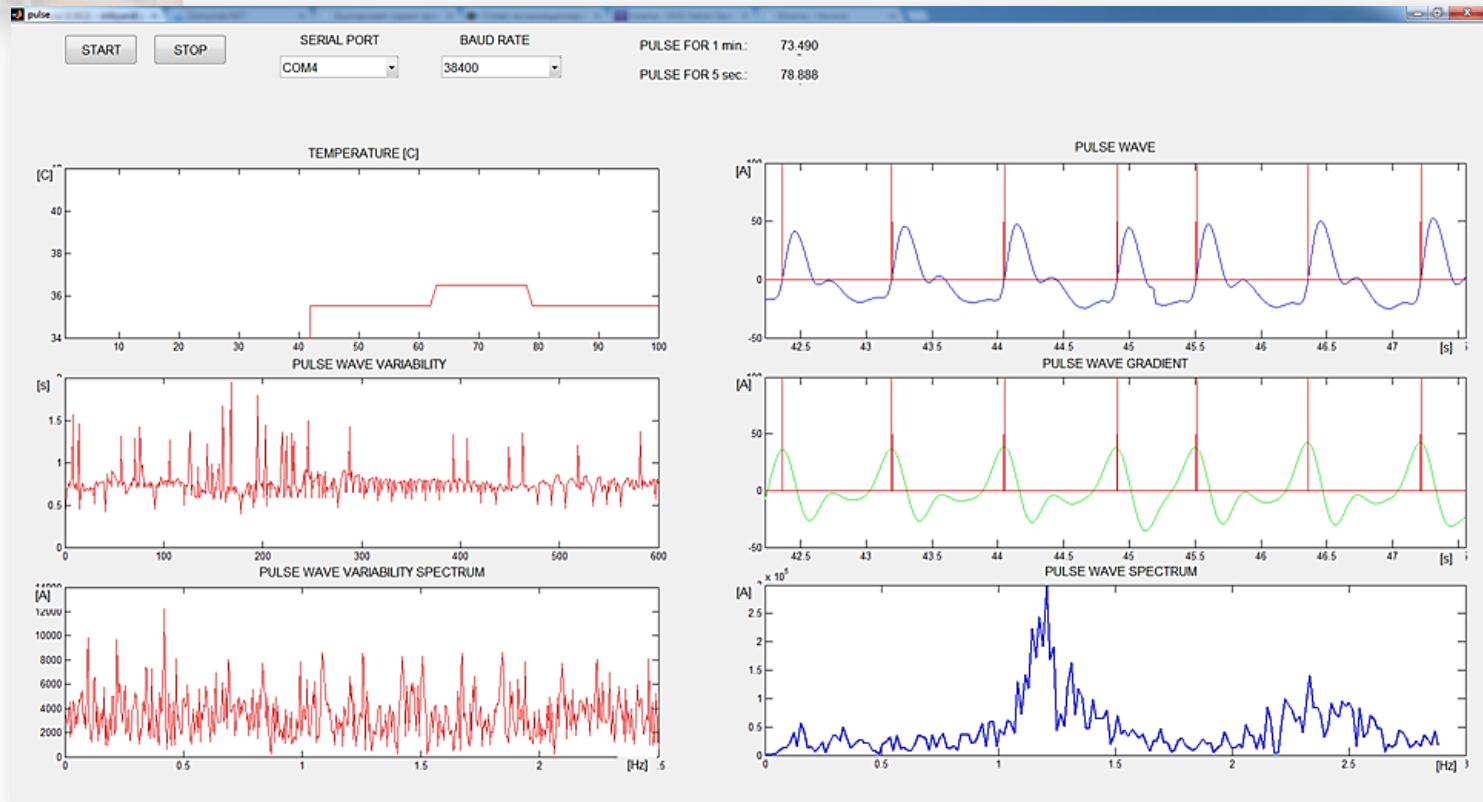 pulse
START STOP SERIAL PORT BAUD RATE PULSE FOR 1 min.: 73.490
COM4 38400 PULSE FOR 5 sec.: 78.888
TEMPERATURE [C]
[C]
40
38
36
34
10 20 30 40 50 60 70 80 90 100
PULSE WAVE
[A]
50
0
-50
42.5 43 43.5 44 44.5 45 45.5 46 46.5 47 [s]
PULSE WAVE VARIABILITY
[s]
1.5
1
0.5
0
0 100 200 300 400 500 600
PULSE WAVE GRADIENT
[A]
50
0
-50
42.5 43 43.5 44 44.5 45 45.5 46 46.5 47 [s]
PULSE WAVE VARIABILITY SPECTRUM
[A]
12000
10000
8000
6000
4000
2000
0
0 0.5 1 1.5 2 [Hz] .5
PULSE WAVE SPECTRUM
x 10
[A]
2.5
2
1.5
1
0.5
0
0 0.5 1 1.5 2 2.5 [Hz]